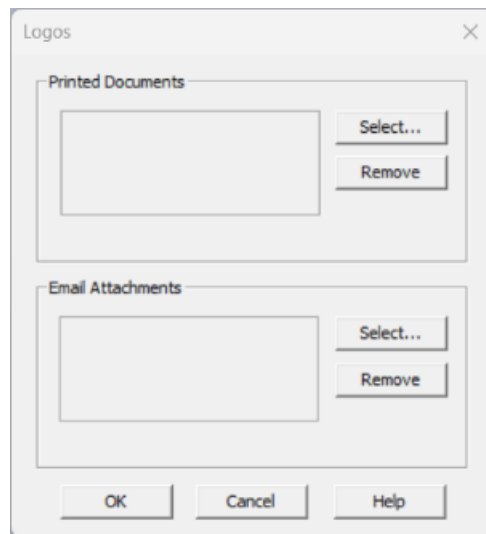 Logos
Printed Documents
Select...
Remove
Email Attachments
Select...
Remove
OK Cancel Help